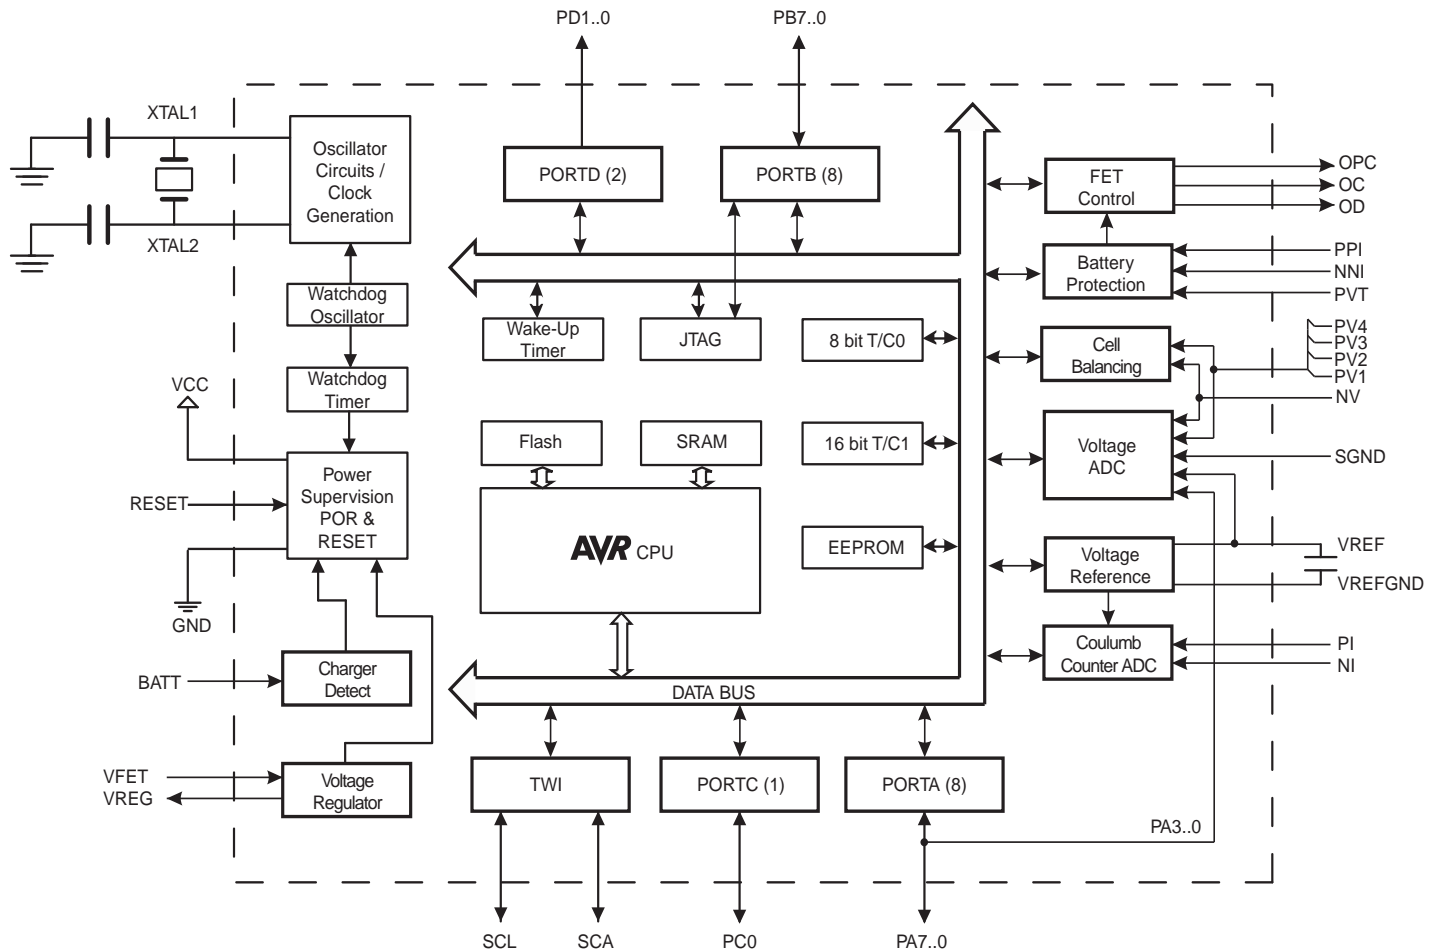 PD1..0
PB7..0
XTAL1
XTAL2
Oscillator
Circuits /
Clock
Generation
PORTD (2)
PORTB (8)
FET
Control
OPC
OC
OD
Battery
Protection
PPI
NNI
PVT
Watchdog
Oscillator
Wake-Up
Timer
JTAG
8 bit T/C0
Cell
Balancing
PV4
PV3
PV2
PV1
NV
Watchdog
Timer
VCC
Flash
SRAM
16 bit T/C1
Voltage
ADC
SGND
Power
Supervision
POR &
RESET
RESET
GND
AVR CPU
EEPROM
Voltage
Reference
VREF
VREFGND
Charger
Detect
BATT
Coulumb
Counter ADC
PI
NI
DATA BUS
VFET
VREG
Voltage
Regulator
TWI
PORTC (1)
PORTA (8)
PA3..0
SCL
SCA
PC0
PA7..0